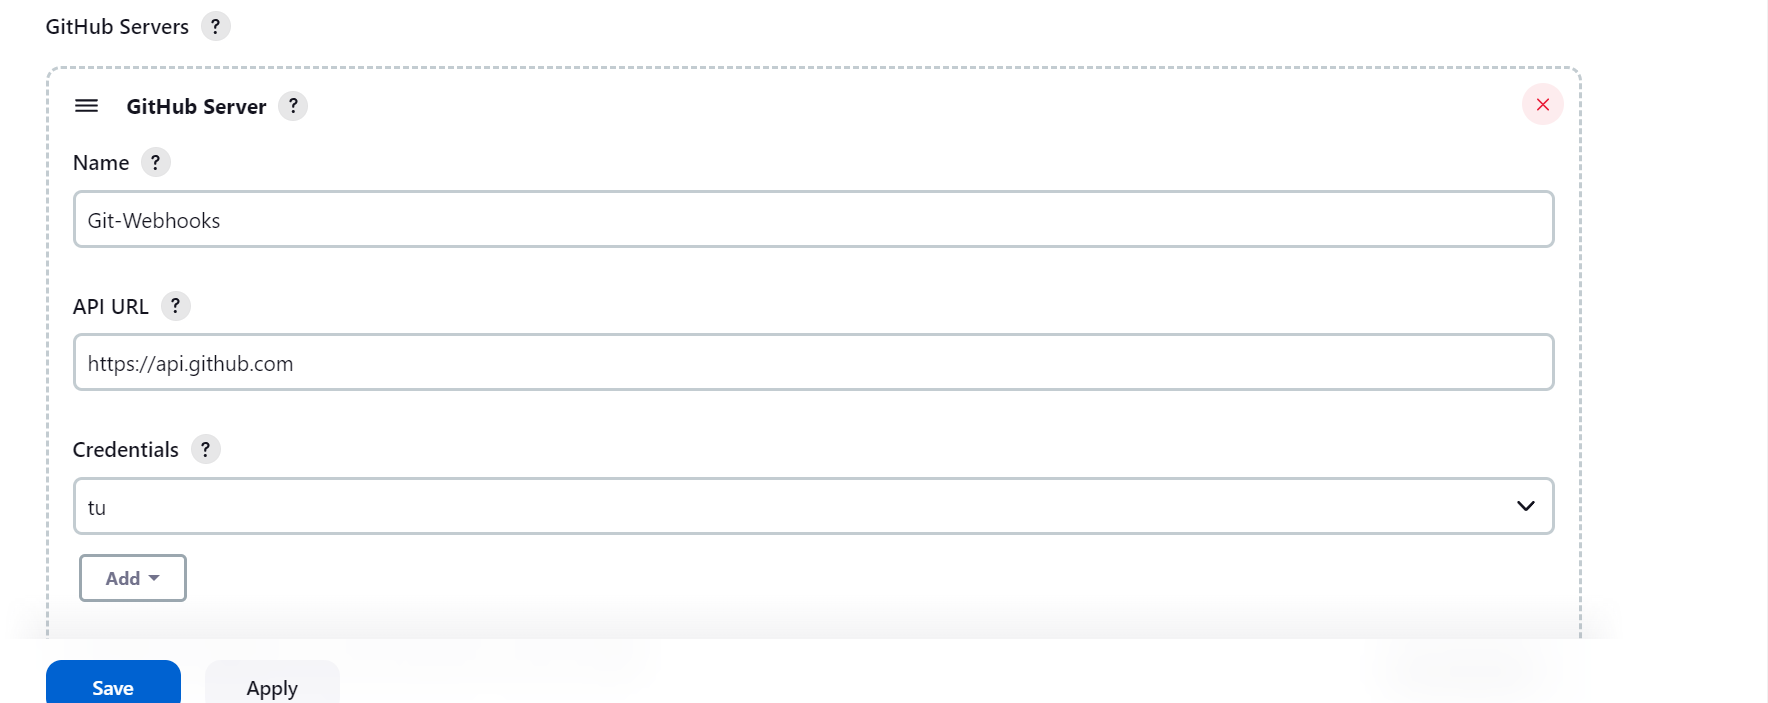 GitHub Servers ?
GitHub Server ?
Name ?
Git-Webhooks
API URL ?
https://api.github.com
Credentials ?
tu
Add
Save
Apply